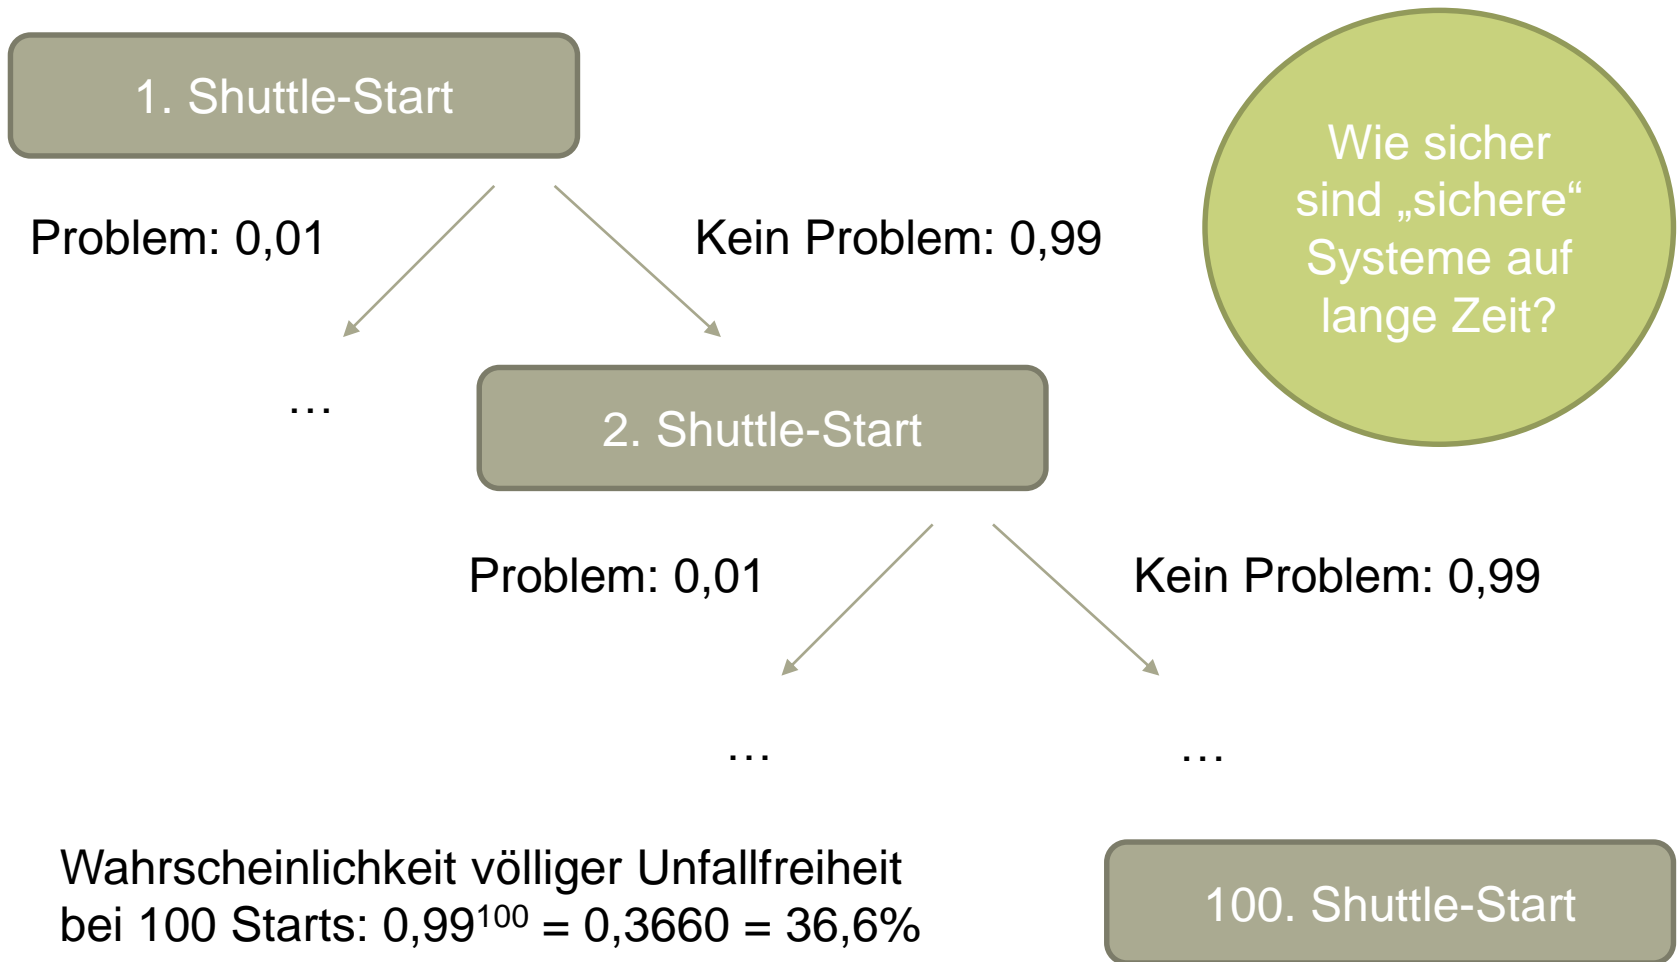 1. Shuttle-Start
Wie sicher
sind „sichere“
Systeme auf
lange Zeit?
Problem: 0,01
Kein Problem: 0,99
…
2. Shuttle-Start
Problem: 0,01
Kein Problem: 0,99
…
…
Wahrscheinlichkeit völliger Unfallfreiheit
bei 100 Starts: 0,99¹⁰⁰ = 0,3660 = 36,6%
100. Shuttle-Start